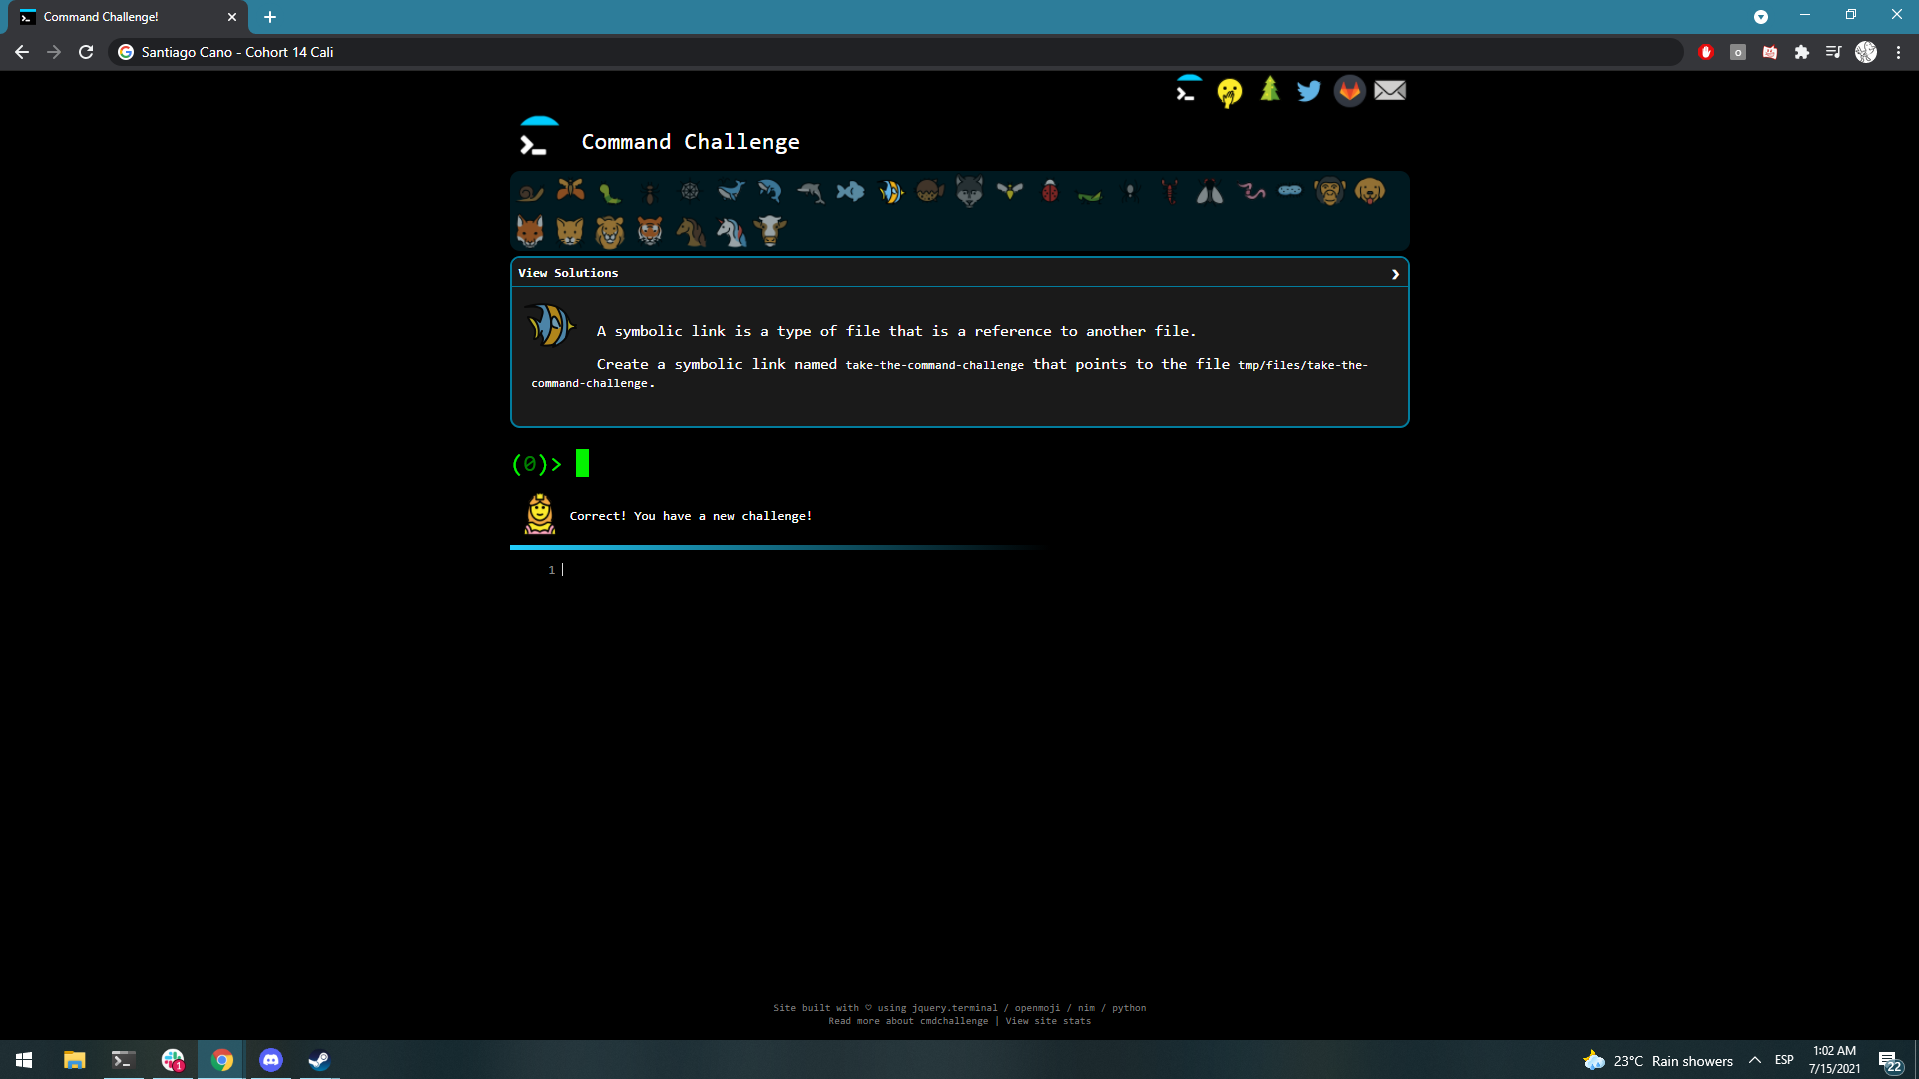 Command Challenge!
Santiago Cano - Cohort 14 Cali
Command Challenge
View Solutions
A symbolic link is a type of file that is a reference to another file.
Create a symbolic link named take-the-command-challenge that points to the file tmp/files/take-the-
command-challenge.
(0)>
Correct! You have a new challenge!
1
Site built with ♡ using jquery.terminal / openmoji / nim / python
Read more about cmdchallenge | View site stats
1
23°C Rain showers
ESP
1:02 AM
7/15/2021
22